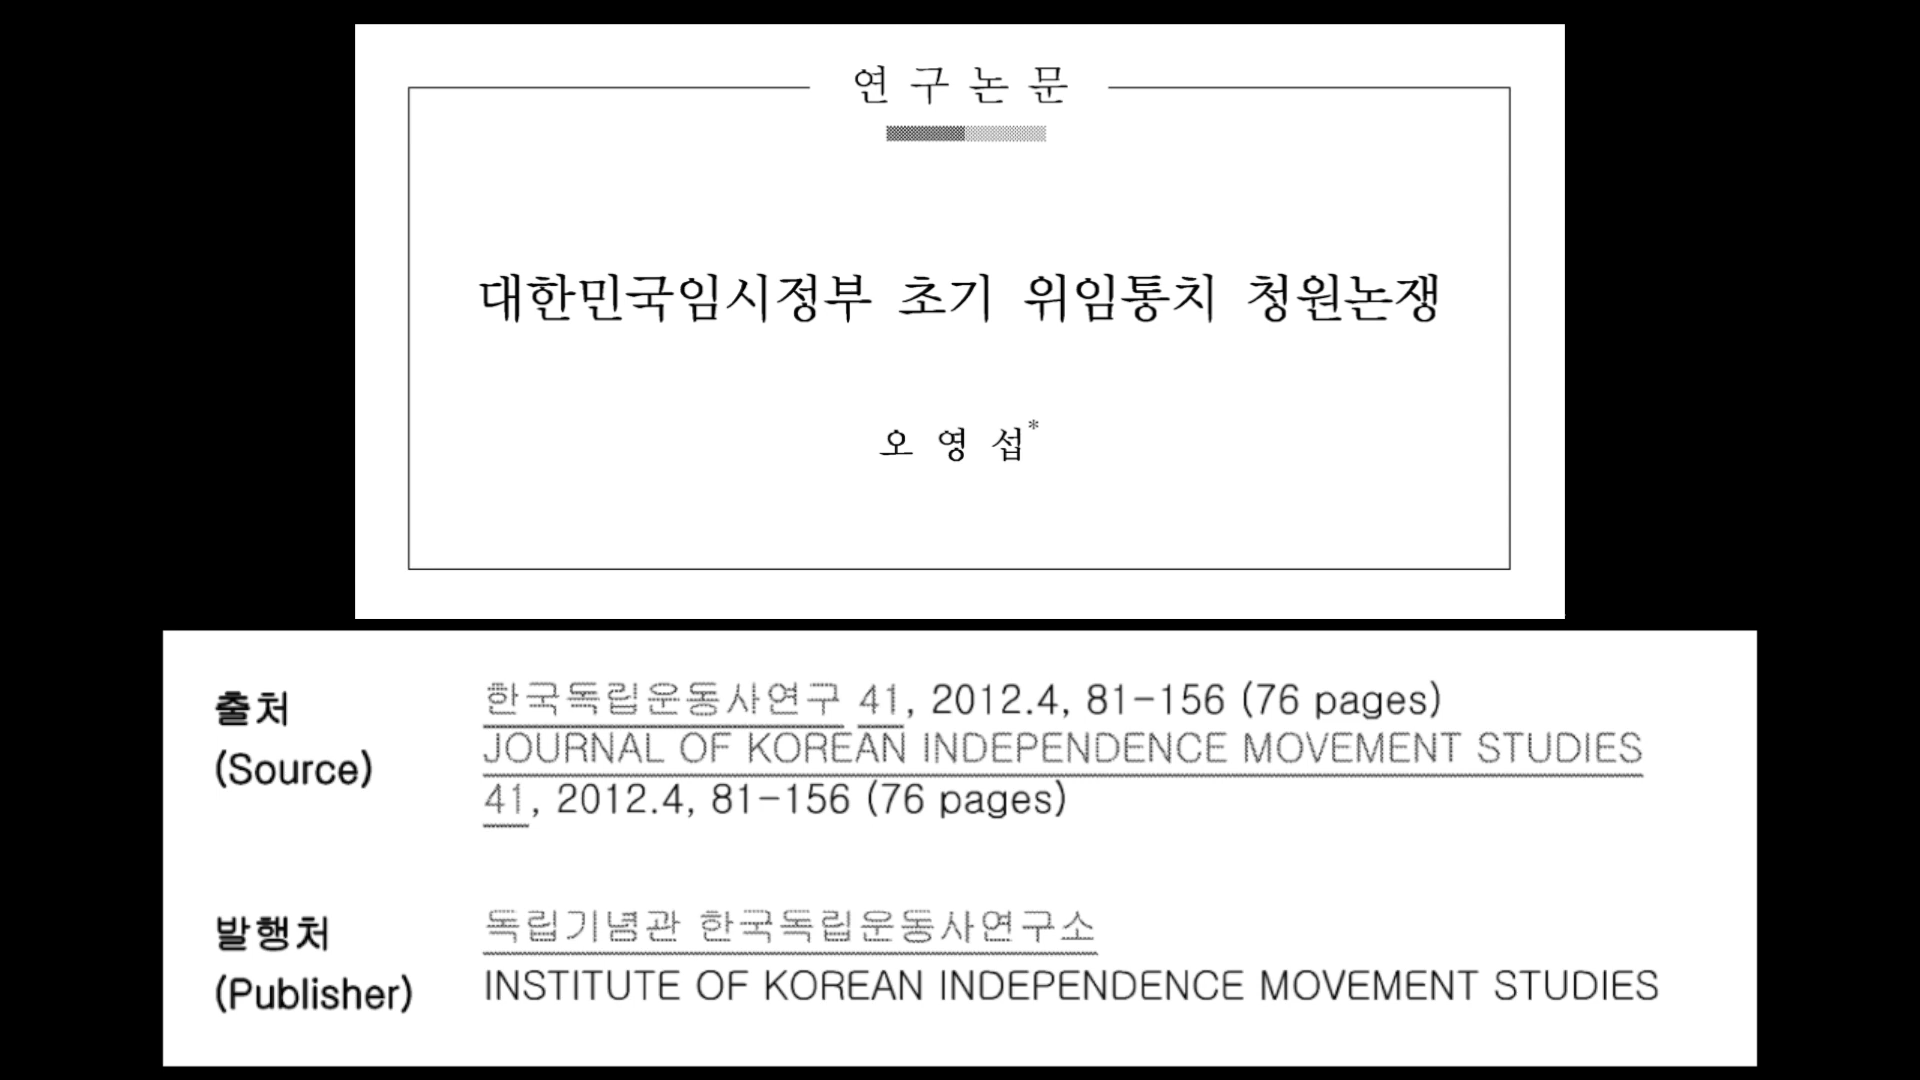 연구논문
대한민국임시정부 초기 위임통치 청원논쟁
오영섭*
출처
(Source)
한국독립운동사연구 41, 2012.4, 81-156 (76 pages)
JOURNAL OF KOREAN INDEPENDENCE MOVEMENT STUDIES
41, 2012.4, 81-156 (76 pages)
발행처
(Publisher)
독립기념관 한국독립운동사연구소
INSTITUTE OF KOREAN INDEPENDENCE MOVEMENT STUDIES